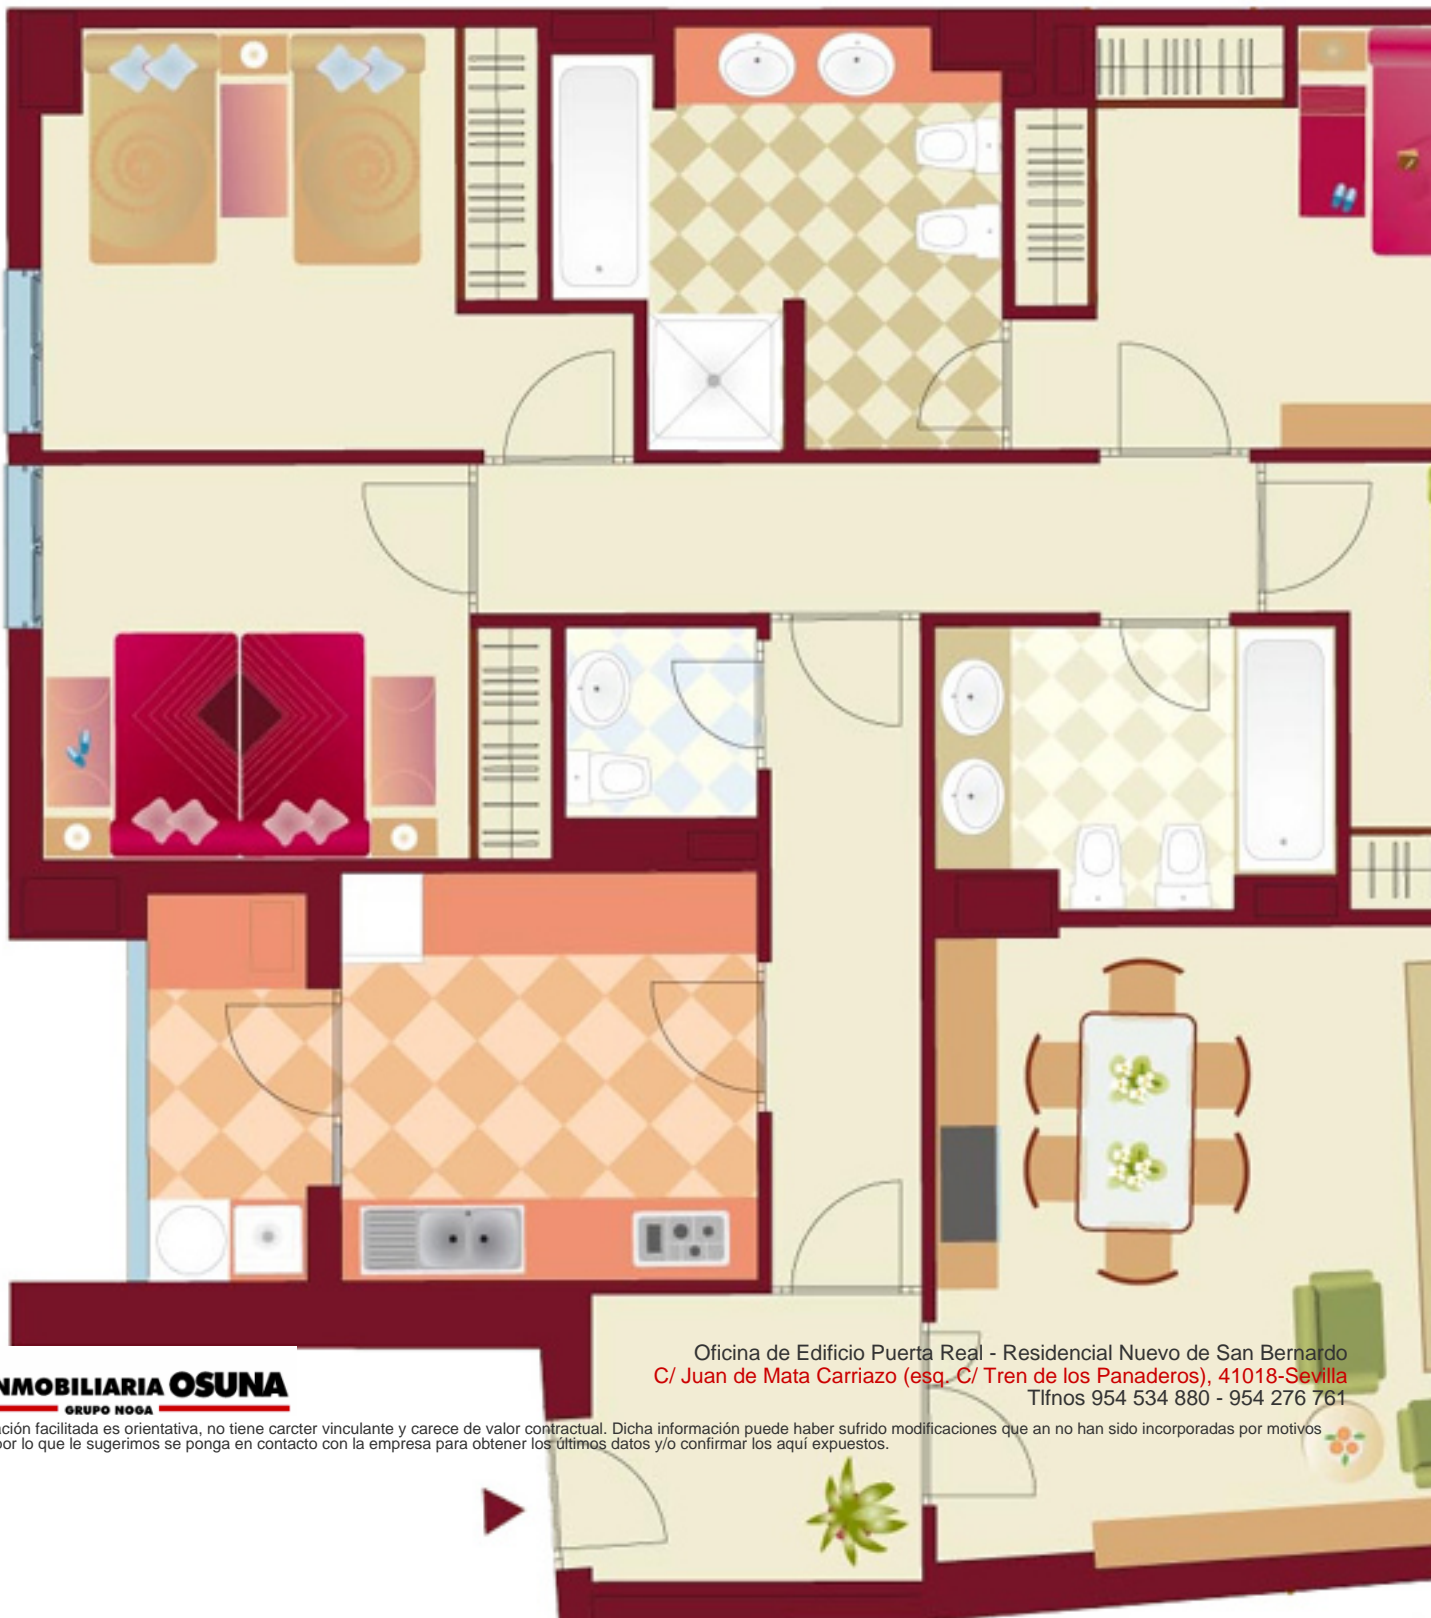 Oficina de Edificio Puerta Real - Residencial Nuevo de San Bernardo
C/ Juan de Mata Carriazo (esq. C/ Tren de los Panaderos), 41018-Sevilla
Tlfnos 954 534 880 - 954 276 761
NMOBILIARIA OSUNA
GRUPO NOGA
ación facilitada es orientativa, no tiene carcter vinculante y carece de valor contractual. Dicha información puede haber sufrido modificaciones que an no han sido incorporadas por motivos
por lo que le sugerimos se ponga en contacto con la empresa para obtener los últimos datos y/o confirmar los aquí expuestos.